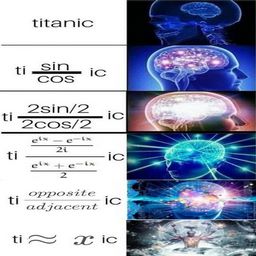 titanic
ti sin/cos ic
ti 2sin/2 / 2cos/2 ic
ti (e^ix − e^−ix)/2i / (e^ix + e^−ix)/2 ic
ti opposite/adjacent ic
ti ≈ x ic